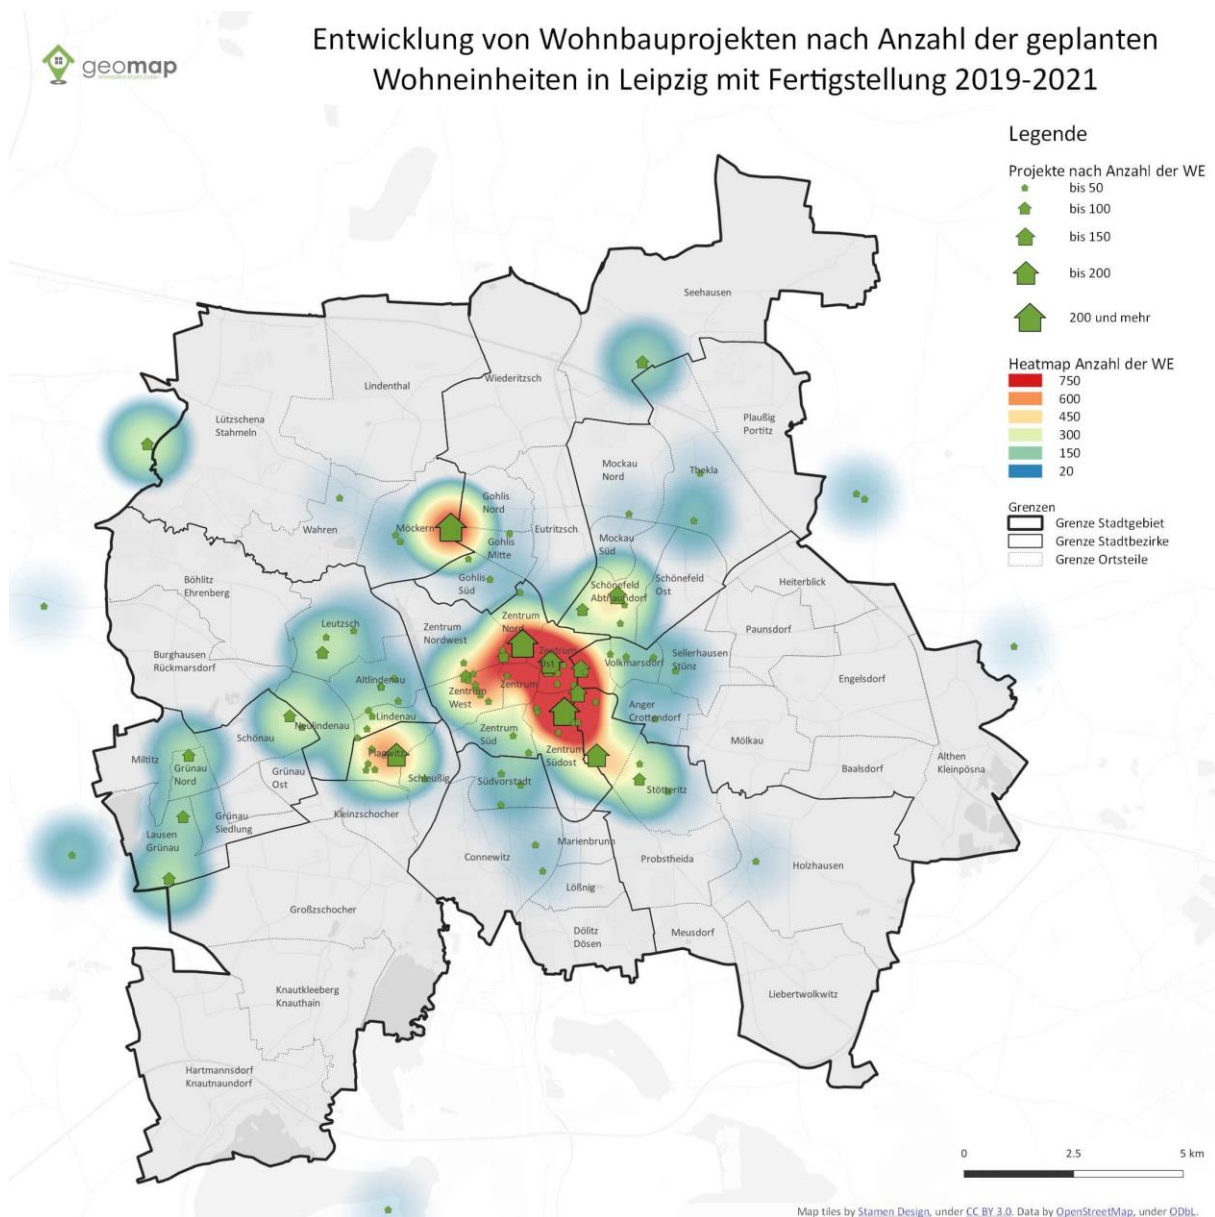 geomap
Entwicklung von Wohnbauprojekten nach Anzahl der geplanten
Wohneinheiten in Leipzig mit Fertigstellung 2019-2021
Legende
Projekte nach Anzahl der WE
bis 50
bis 100
bis 150
bis 200
200 und mehr
Heatmap Anzahl der WE
750
600
450
300
150
20
Grenzen
Grenze Stadtgebiet
Grenze Stadtbezirke
Grenze Ortsteile
Seehausen
Wiederitzsch
Lindenthal
Lützschena
Stahmeln
Plaußig
Portitz
Mockau
Nord
Thekla
Gohlis
Nord
Wahren
Möckern
Eutritzsch
Gohlis
Mitte
Mockau
Süd
Gohlis
Süd
Schönefeld
Ost
Schönefeld
Abtnaundorf
Heiterblick
Böhlitz
Ehrenberg
Leutzsch
Zentrum
Nord
Zentrum
Nordwest
Paunsdorf
Burghausen
Rückmarsdorf
Zentrum
Ost
Volkmarsdorf
Sellerhausen
Stünz
Engelsdorf
Altlindenau
Zentrum
Zentrum
West
Anger
Crottendorf
Lindenau
Neulindenau
Schönau
Zentrum
Süd
Mölkau
Miltitz
Grünau
Nord
Grünau
Ost
Plagwitz
Schleußig
Zentrum
Südost
Südvorstadt
Stötteritz
Baalsdorf
Althen
Kleinpösna
Kleinzschocher
Grünau
Siedlung
Lausen
Grünau
Marienbrunn
Connewitz
Probstheida
Holzhausen
Lößnig
Großzschocher
Dölitz
Dösen
Meusdorf
Knautkleeberg
Knauthain
Liebertwolkwitz
Hartmannsdorf
Knautnaundorf
0 2.5 5 km
Map tiles by Stamen Design, under CC BY 3.0. Data by OpenStreetMap, under ODbL.